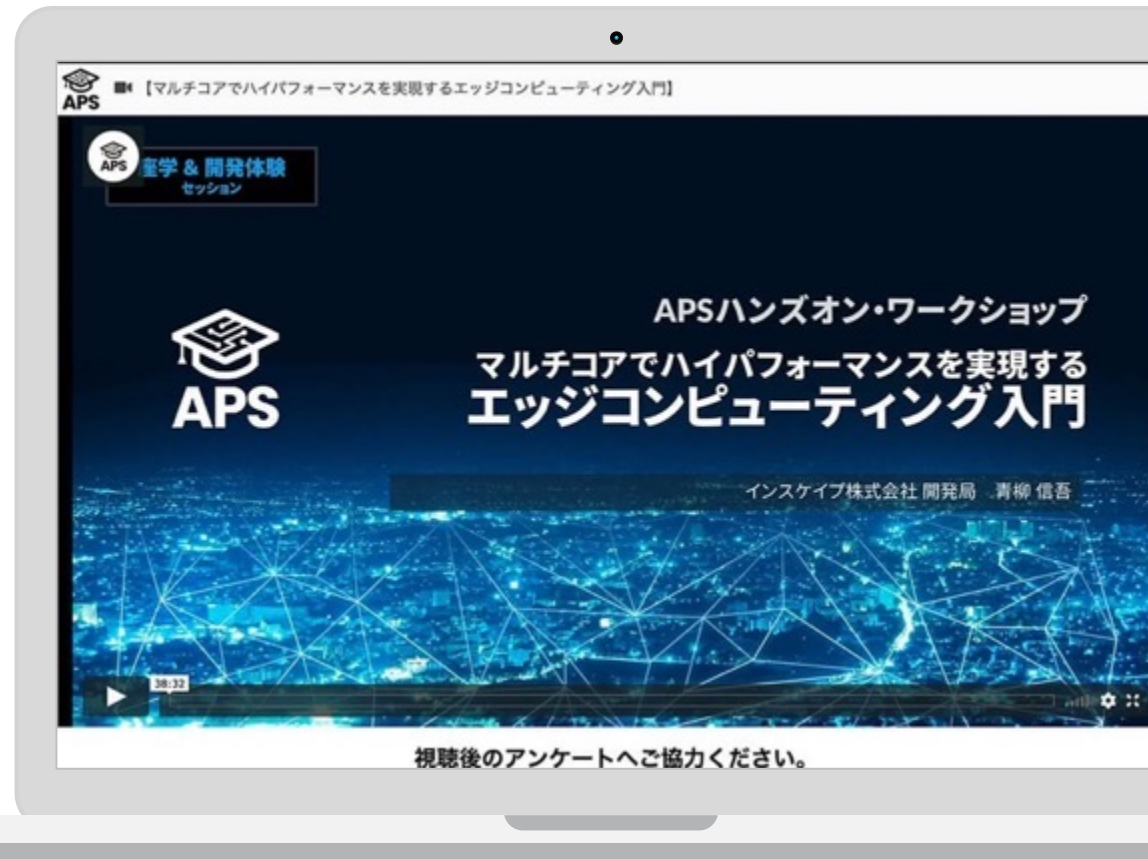 APS
【マルチコアでハイパフォーマンスを実現するエッジコンピューティング入門】
APS
座学 & 開発体験
セッション
APSハンズオン・ワークショップ
マルチコアでハイパフォーマンスを実現する
エッジコンピューティング入門
APS
インスケイプ株式会社 開発局 青柳 信吾
38:32
視聴後のアンケートへご協力ください。